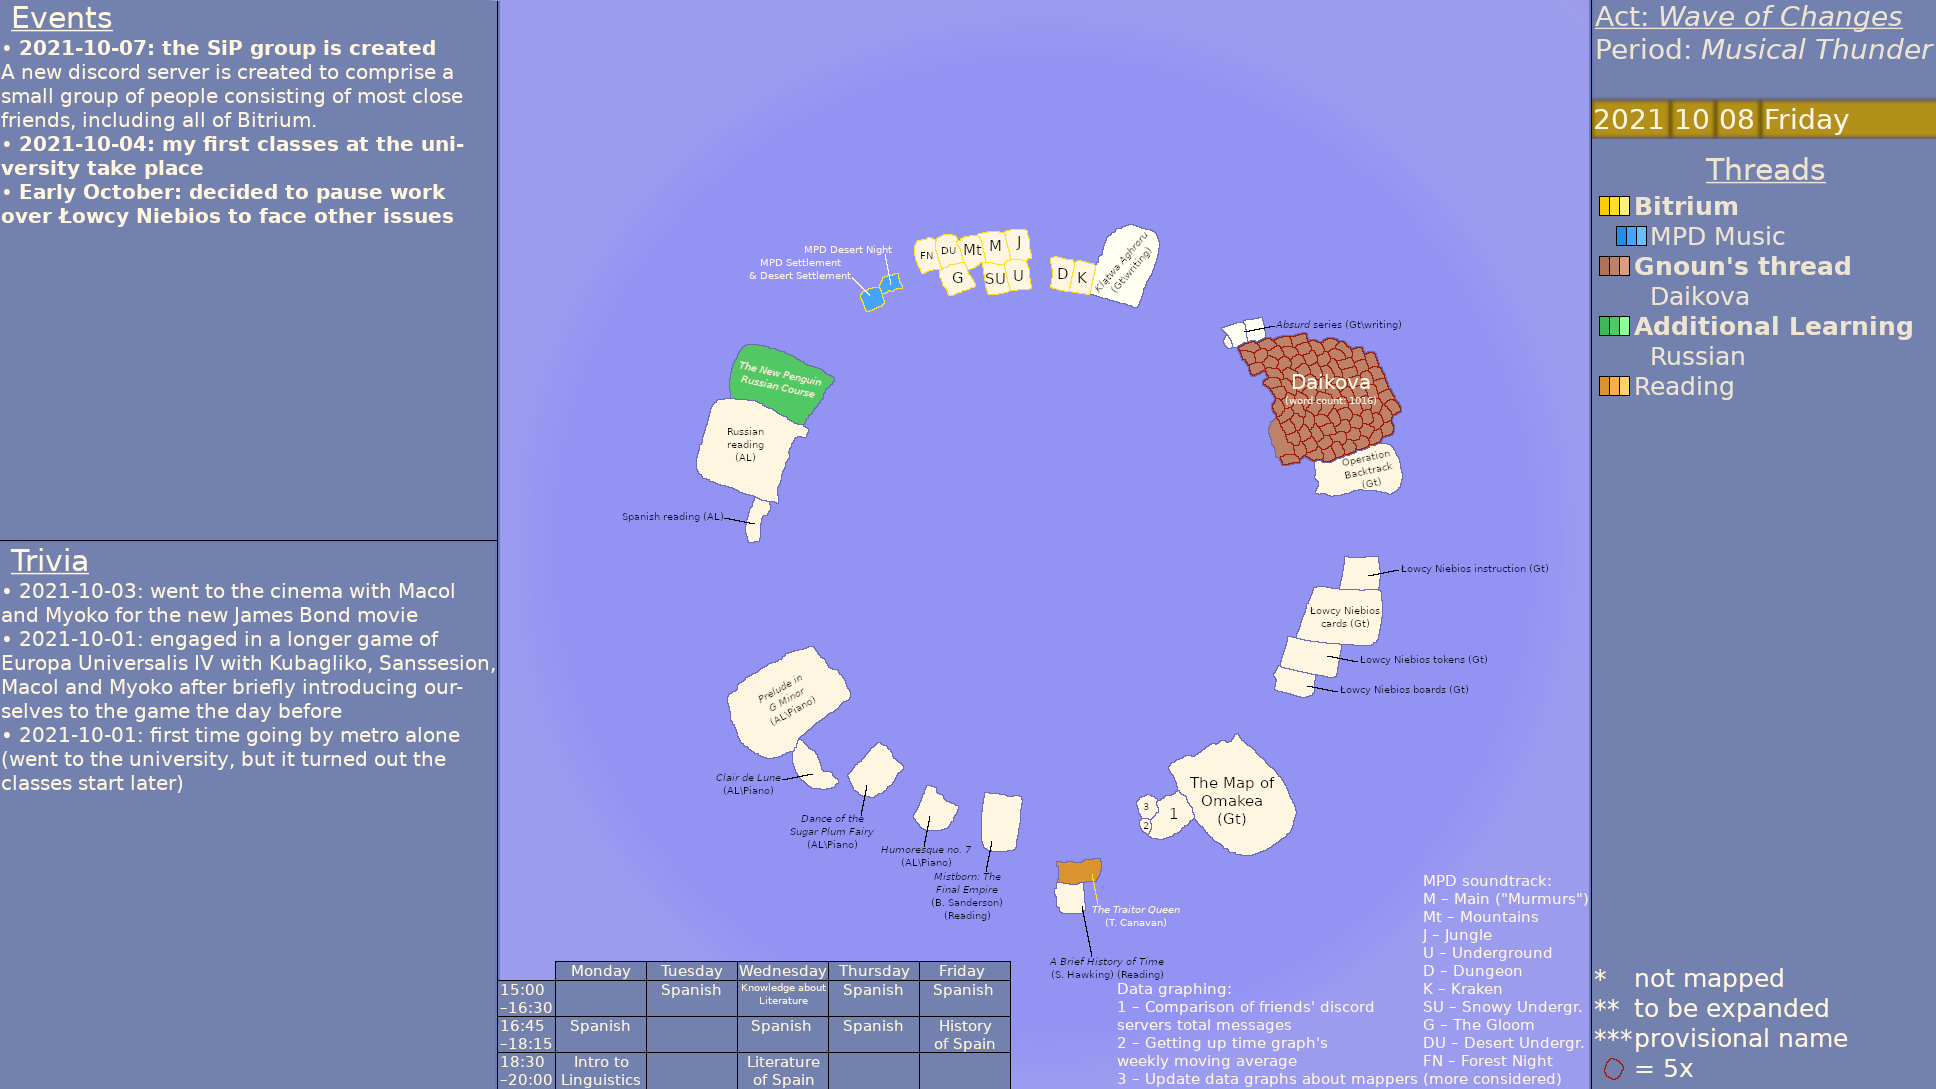 Events
• 2021-10-07: the SiP group is created
A new discord server is created to comprise a
small group of people consisting of most close
friends, including all of Bitrium.
• 2021-10-04: my first classes at the uni-
versity take place
• Early October: decided to pause work
over Łowcy Niebios to face other issues
Trivia
• 2021-10-03: went to the cinema with Macol
and Myoko for the new James Bond movie
• 2021-10-01: engaged in a longer game of
Europa Universalis IV with Kubagliko, Sanssesion,
Macol and Myoko after briefly introducing our-
selves to the game the day before
• 2021-10-01: first time going by metro alone
(went to the university, but it turned out the
classes start later)
MPD Desert Night
MPD Settlement
& Desert Settlement
FN
DU
Mt
M
J
G
SU
U
D
K
Klątwa Aghroru
(Gt\writing)
Absurd series (Gt\writing)
Daikova
(word count: 1016)
Operation
Backtrack
(Gt)
The New Penguin
Russian Course
Russian
reading
(AL)
Spanish reading (AL)
Łowcy Niebios instruction (Gt)
Łowcy Niebios
cards (Gt)
Łowcy Niebios tokens (Gt)
Łowcy Niebios boards (Gt)
Prelude in
G Minor
(AL\Piano)
Clair de Lune
(AL\Piano)
Dance of the
Sugar Plum Fairy
(AL\Piano)
Humoresque no. 7
(AL\Piano)
Mistborn: The
Final Empire
(B. Sanderson)
(Reading)
The Map of
Omakea
(Gt)
3
2
1
The Traitor Queen
(T. Canavan)
A Brief History of Time
(S. Hawking) (Reading)
Monday Tuesday Wednesday Thursday Friday
15:00
–16:30
Spanish
Knowledge about
Literature
Spanish
Spanish
16:45
–18:15
Spanish
Spanish
Spanish
History
of Spain
18:30
–20:00
Intro to
Linguistics
Literature
of Spain
Data graphing:
1 – Comparison of friends' discord
servers total messages
2 – Getting up time graph's
weekly moving average
3 – Update data graphs about mappers (more considered)
MPD soundtrack:
M – Main ("Murmurs")
Mt – Mountains
J – Jungle
U – Underground
D – Dungeon
K – Kraken
SU – Snowy Undergr.
G – The Gloom
DU – Desert Undergr.
FN – Forest Night
Act: Wave of Changes
Period: Musical Thunder
2021 10 08 Friday
Threads
Bitrium
MPD Music
Gnoun's thread
Daikova
Additional Learning
Russian
Reading
* not mapped
** to be expanded
*** provisional name
= 5x